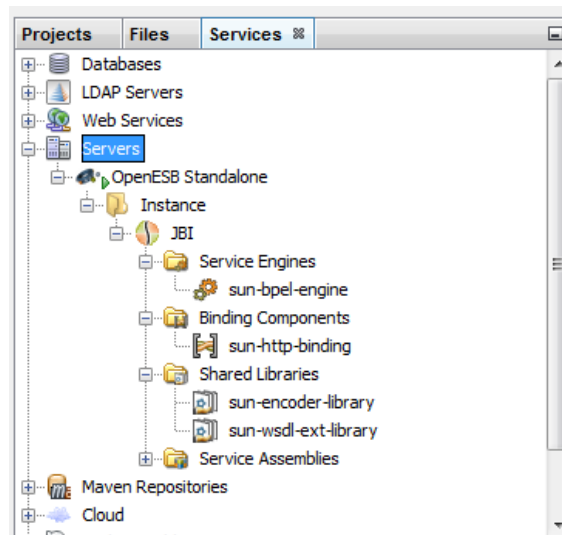 Projects Files Services
Databases
LDAP Servers
Web Services
Servers
OpenESB Standalone
Instance
JBI
Service Engines
sun-bpel-engine
Binding Components
sun-http-binding
Shared Libraries
sun-encoder-library
sun-wsdl-ext-library
Service Assemblies
Maven Repositories
Cloud